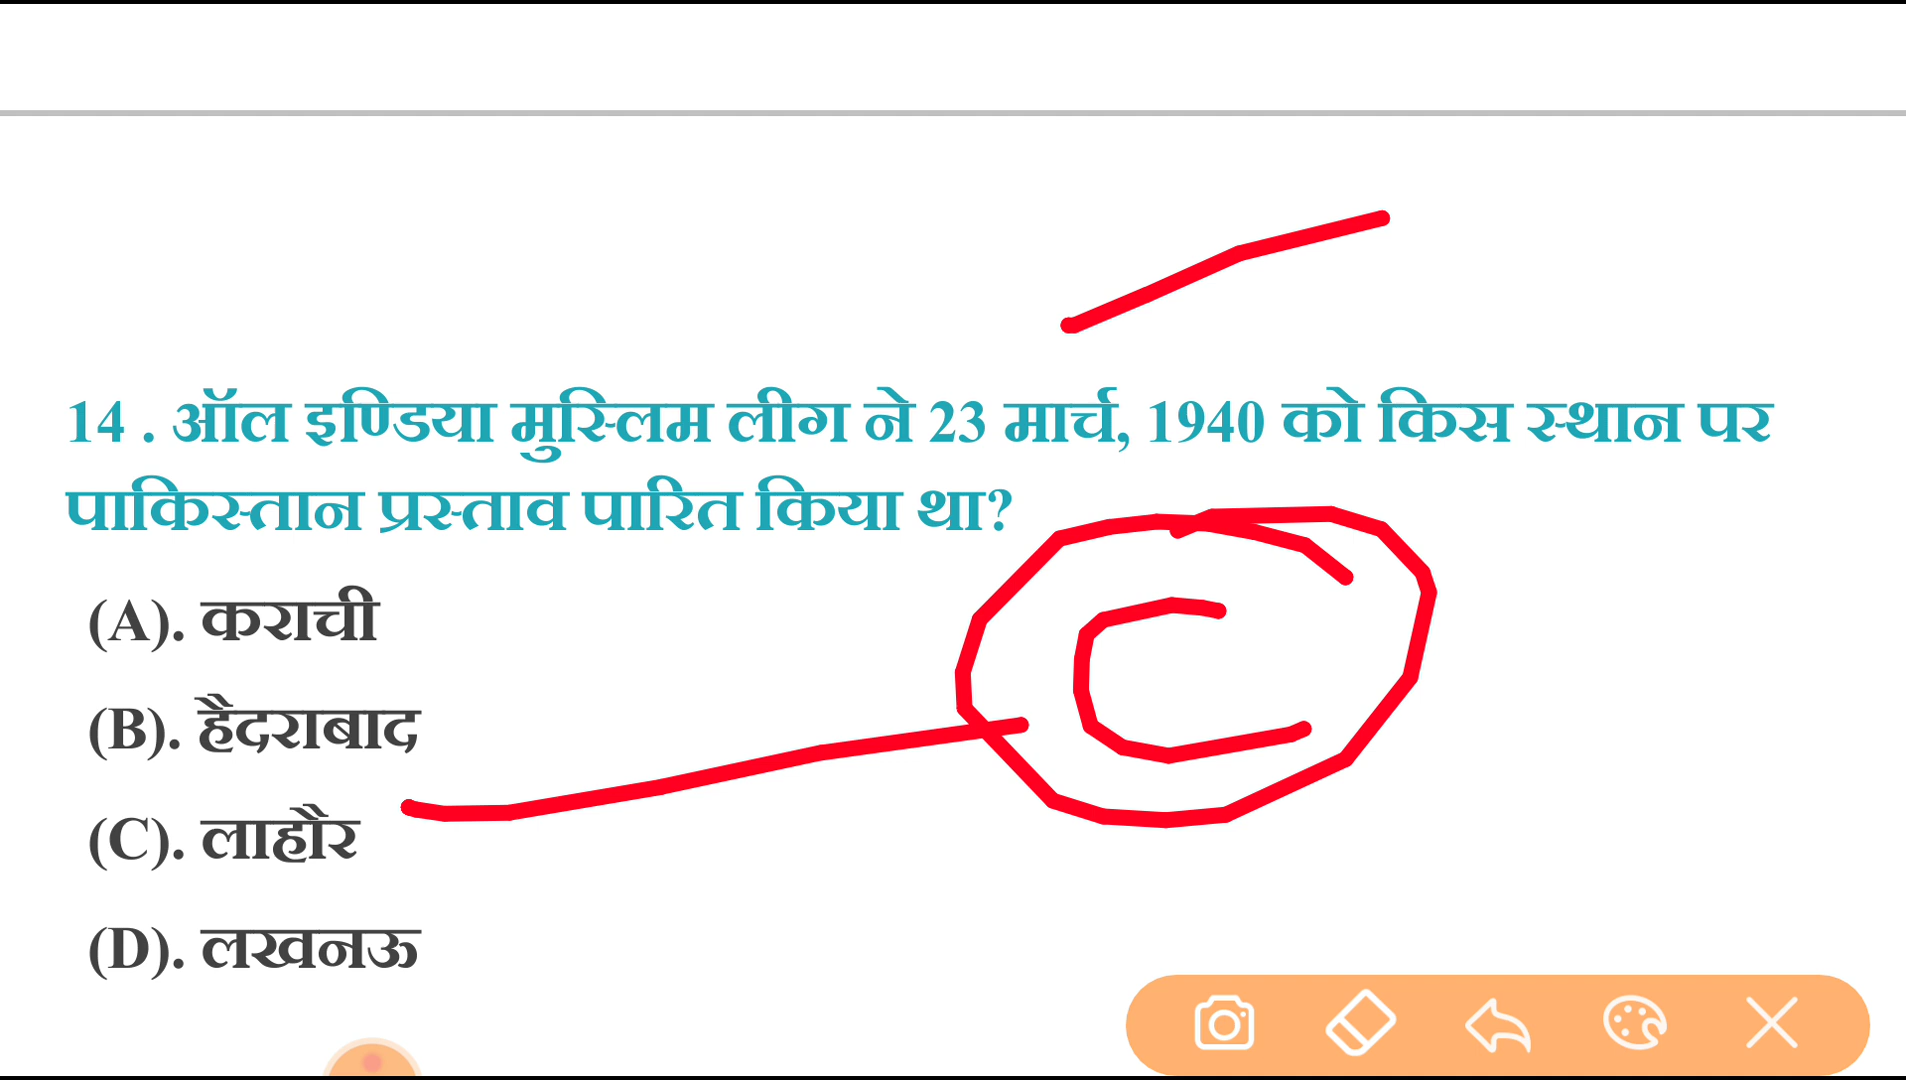 14 . ऑल इण्डिया मुस्लिम लीग ने 23 मार्च, 1940 को किस स्थान पर
पाकिस्तान प्रस्ताव पारित किया था?
(A). कराची
C
(B). हैदराबाद
(C). लाहौर
(D). लखनऊ